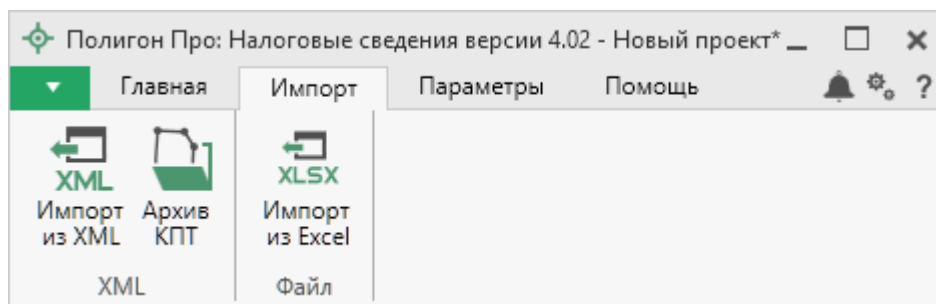 Полигон Про: Налоговые сведения версии 4.02 - Новый проект*
Главная Импорт Параметры Помощь ?
XML XLSX
Импорт из XML
Архив КПТ
Импорт из Excel
XML Файл